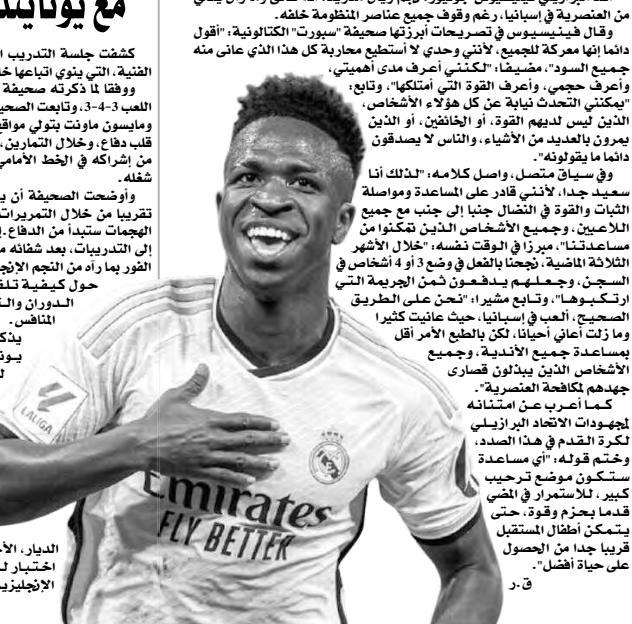 من العنصرية في إسبانيا، رغم وقوف جميع عناصر المنظومة خلفه.
وقال فينيسيوس في تصريحات أبرزتها صحيفة "سبورت" الكتالونية: "أقول
دائما إنها معركة للجميع، لأنني وحدي لا أستطيع محاربة كل هذا الذي عانى منه
جميع السود"، مضيفا: "لكنني أعرف مدى أهميتي،
وأعرف حجمي، وأعرف القوة التي أمتلكها"، وتابع:
"يمكنني التحدث نيابة عن كل هؤلاء الأشخاص،
الذين ليس لديهم القوة، أو الخائفين، أو الذين
يمرون بالعديد من الأشياء، والناس لا يصدقون
دائما ما يقولونه".
وفي سياق متصل، واصل كلامه: "لذلك أنا
سعيد جدا، لأنني قادر على المساعدة ومواصلة
الثبات والقوة في النضال جنبا إلى جنب مع جميع
اللاعبين، وجميع الأشخاص الذين تمكنوا من
مساعدتنا"، مبرزا في الوقت نفسه: "خلال الأشهر
الثلاثة الماضية، نجحنا بالفعل في وضع 3 أو 4 أشخاص في
السجن، وجعلهم يدفعون ثمن الجريمة التي
ارتكبوها"، وتابع مشيرا: "نحن على الطريق
الصحيح، ألعب في إسبانيا، حيث عانيت كثيرا
وما زلت أعاني أحيانا، لكن بالطبع الأمر أقل
بمساعدة جميع الأندية، وجميع
الأشخاص الذين يبذلون قصارى
جهدهم لمكافحة العنصرية".
كما أعرب عن امتنانه
لمجهودات الاتحاد البرازيلي
لكرة القدم في هذا الصدد،
وختم قوله: "أي مساعدة
ستكون موضع ترحيب
كبير، للاستمرار في المضي
قدما بحزم وقوة، حتى
يتمكن أطفال المستقبل
قريبا جدا من الحصول
على حياة أفضل".
ق.ر
مع يونايتد
كشفت جلسة التدريب
الفنية، التي ينوي اتباعها
ووفقا لما ذكرته صحيفة
اللعب 3-4-3، وتابعت
ومايسون ماونت بتولي
قلب دفاع، وخلال التمارين،
من إشراكه في الخط الأمامي
شغله.
وأوضحت الصحيفة أن
تقريبا من خلال التمريرات
الهجمات ستبدأ من الدفاع.
إلى التدريبات، بعد شفائه
الفور بما رآه من النجم
حول كيفية
الدوران
المنافس.
الديار،
اختبار
LALIGA
Emirates
FLY BETTER